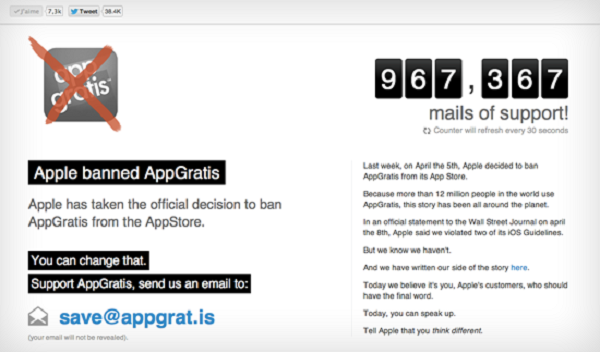 J'aime 7,3k Tweet 38.4K
app
gratis
967,367
mails of support!
Counter will refresh every 30 seconds
Apple banned AppGratis
Apple has taken the official decision to ban
AppGratis from the AppStore.
You can change that.
Support AppGratis, send us an email to:
save@appgrat.is
(your email will not be revealed).
Last week, on April the 5th, Apple decided to ban
AppGratis from its App Store.
Because more than 12 million people in the world use
AppGratis, this story has been all around the planet.
In an official statement to the Wall Street Journal on april
the 8th, Apple said we violated two of its iOS Guidelines.
But we know we haven't.
And we have written our side of the story here.
Today we believe it's you, Apple's customers, who should
have the final word.
Today, you can speak up.
Tell Apple that you think different.